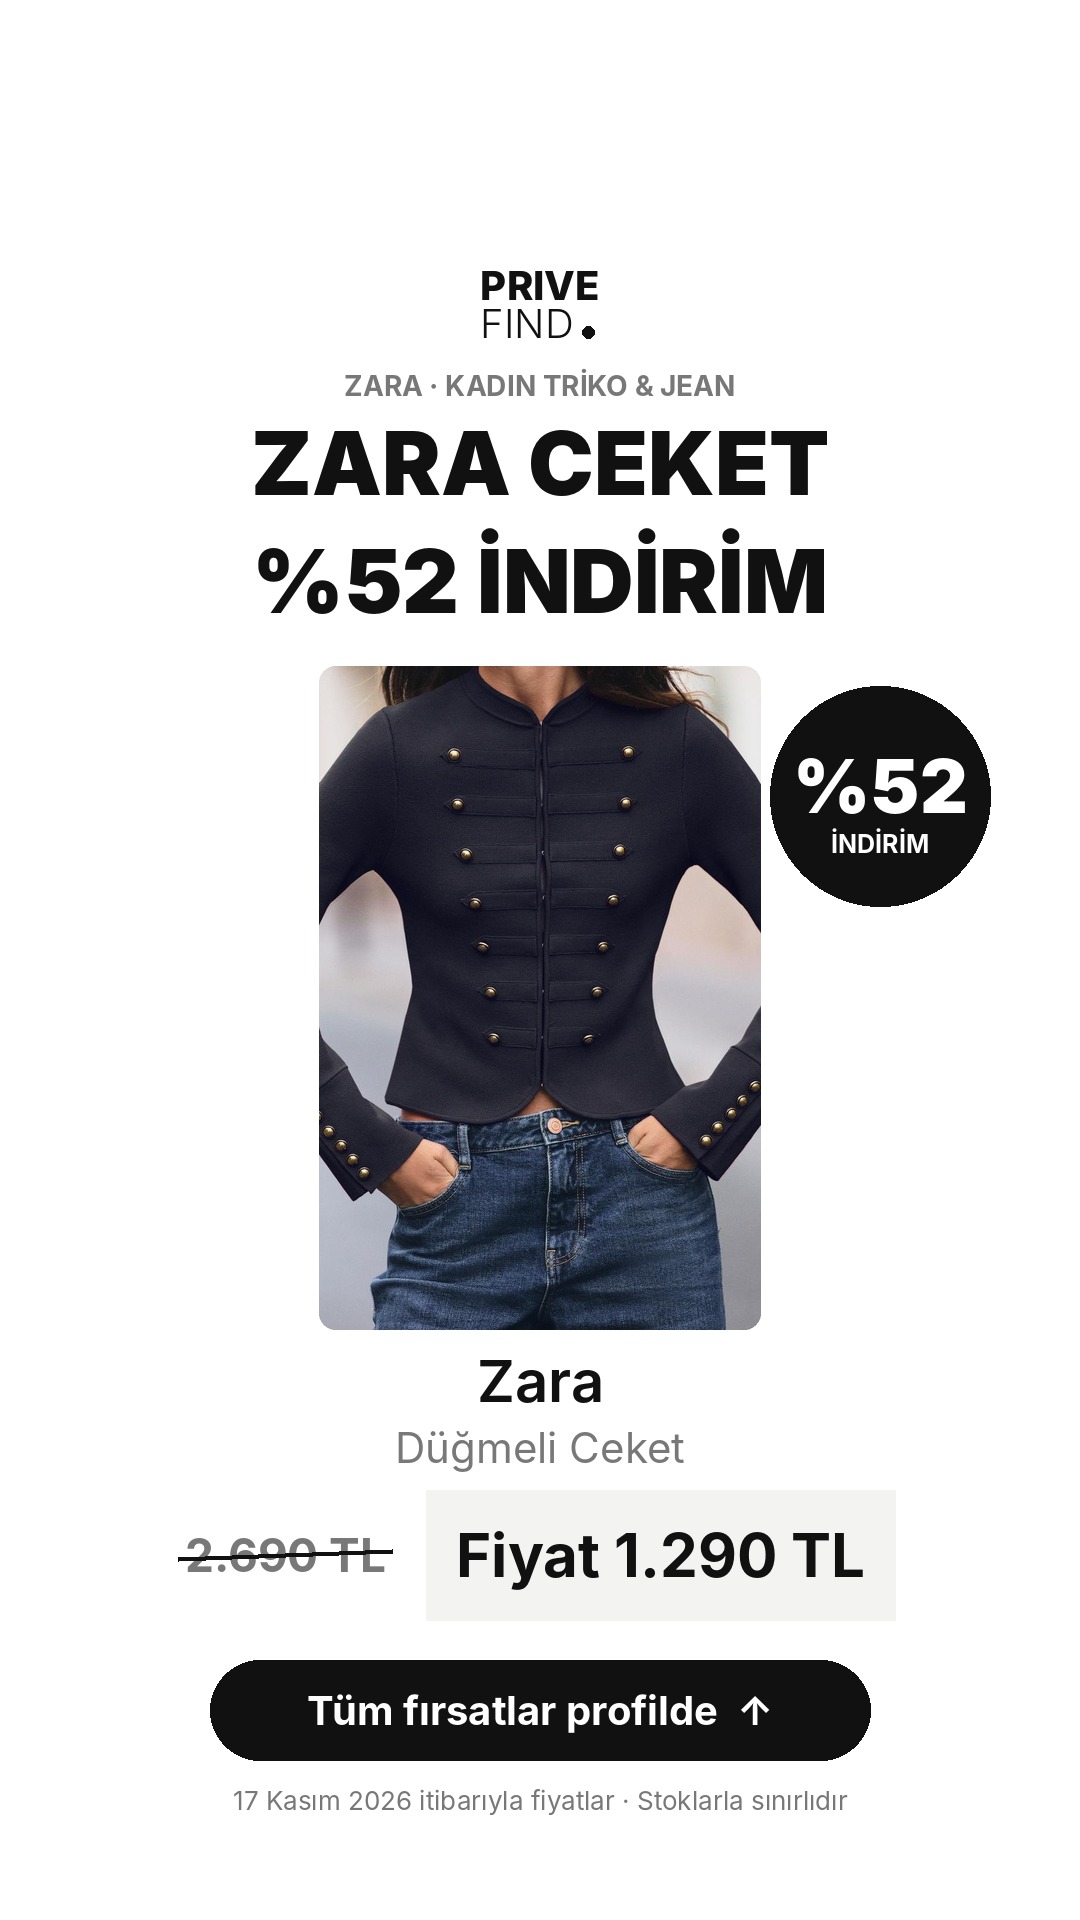 PRIVE
FIND.
ZARA · KADIN TRİKO & JEAN
ZARA CEKET
%52 İNDİRİM
%52
İNDİRİM
Zara
Düğmeli Ceket
2.690 TL
Fiyat 1.290 TL
Tüm fırsatlar profilde ↑
17 Kasım 2026 itibarıyla fiyatlar · Stoklarla sınırlıdır